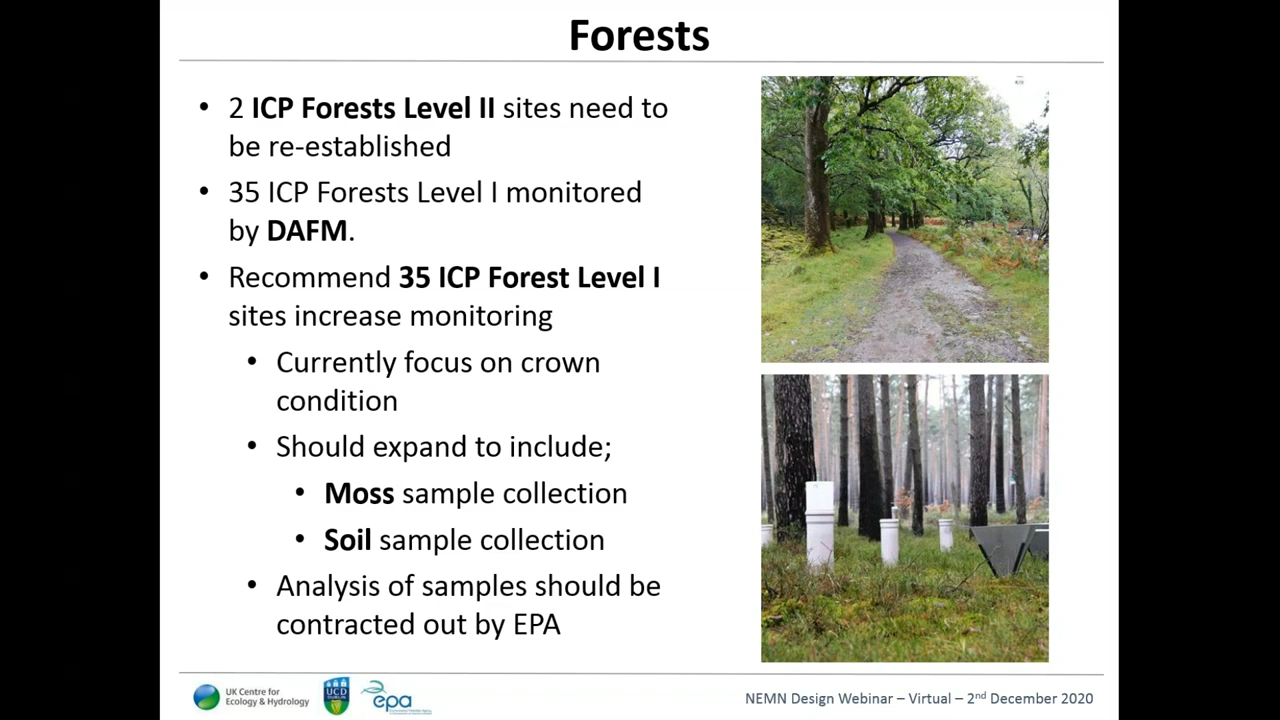 Forests
• 2 ICP Forests Level II sites need to
be re-established
• 35 ICP Forests Level I monitored
by DAFM.
• Recommend 35 ICP Forest Level I
sites increase monitoring
• Currently focus on crown
condition
• Should expand to include;
• Moss sample collection
• Soil sample collection
• Analysis of samples should be
contracted out by EPA
UK Centre for
Ecology & Hydrology
UCD
DUBLIN
epa
NEMN Design Webinar – Virtual – 2nd December 2020